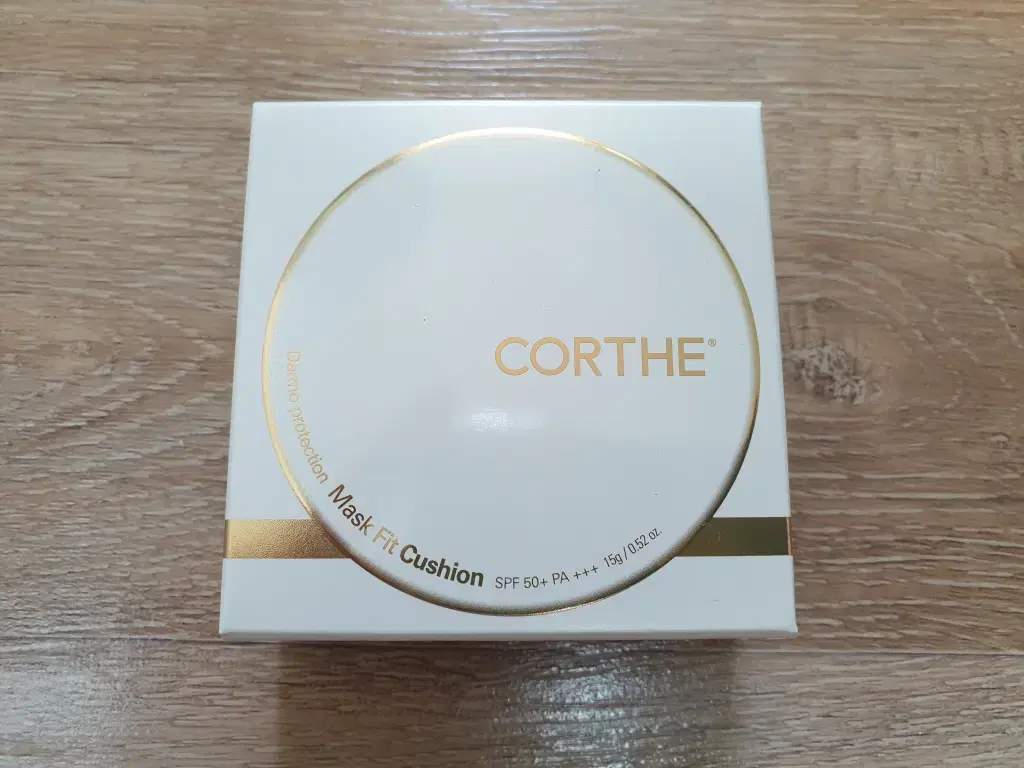 CORTHE®
Dermo protection Mask Fit Cushion SPF 50+ PA +++ 15g / 0.52 oz.